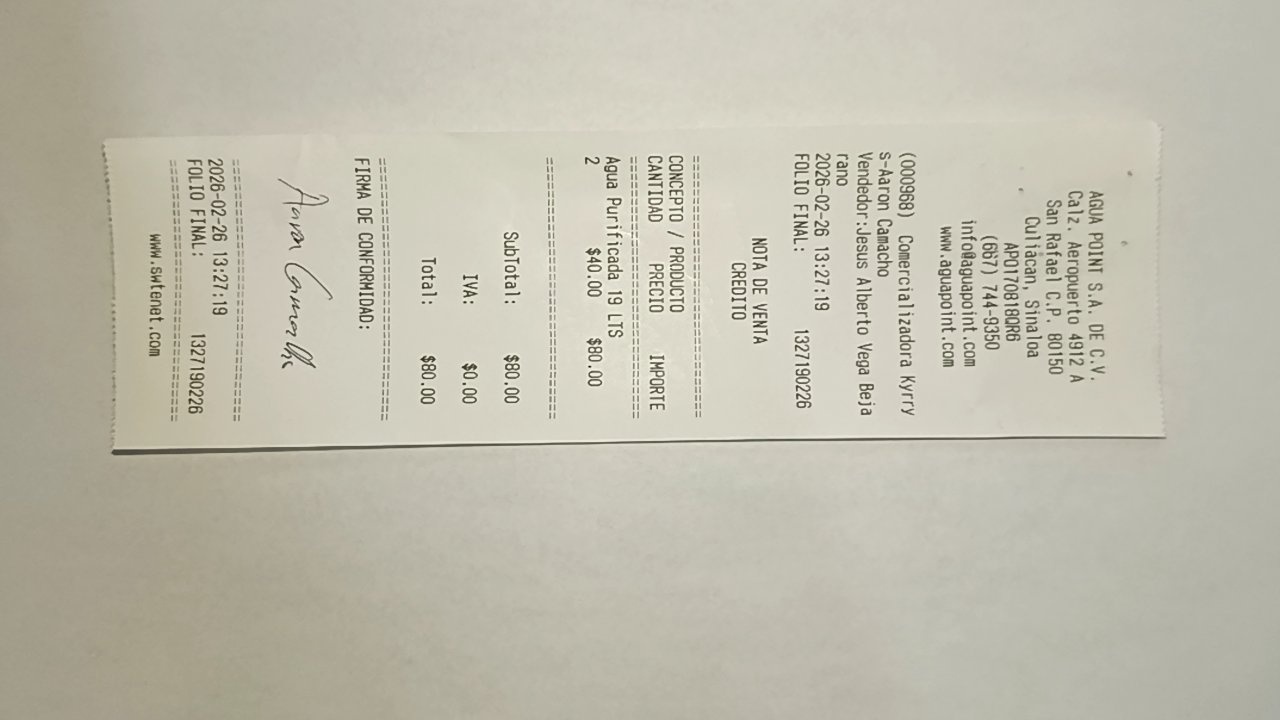 AGUA POINT S.A. DE C.V.
Calz. Aeropuerto 4912 A
San Rafael C.P. 80150
Culiacan, Sinaloa
APO170818QR6
(667) 744-9350
info@aguapoint.com
www.aguapoint.com
(000968) Comercializadora Kyrry
s-Aaron Camacho
Vendedor:Jesus Alberto Vega Beja
rano
2026-02-26 13:27:19
FOLIO FINAL: 1327190226
NOTA DE VENTA
CREDITO
================================
CONCEPTO / PRODUCTO
CANTIDAD PRECIO IMPORTE
================================
Agua Purificada 19 LTS
2 $40.00 $80.00
================================
SubTotal: $80.00
IVA: $0.00
Total: $80.00
================================
FIRMA DE CONFORMIDAD:
Aaron Camacho
================================
2026-02-26 13:27:19
FOLIO FINAL: 1327190226
================================
www.swtenet.com